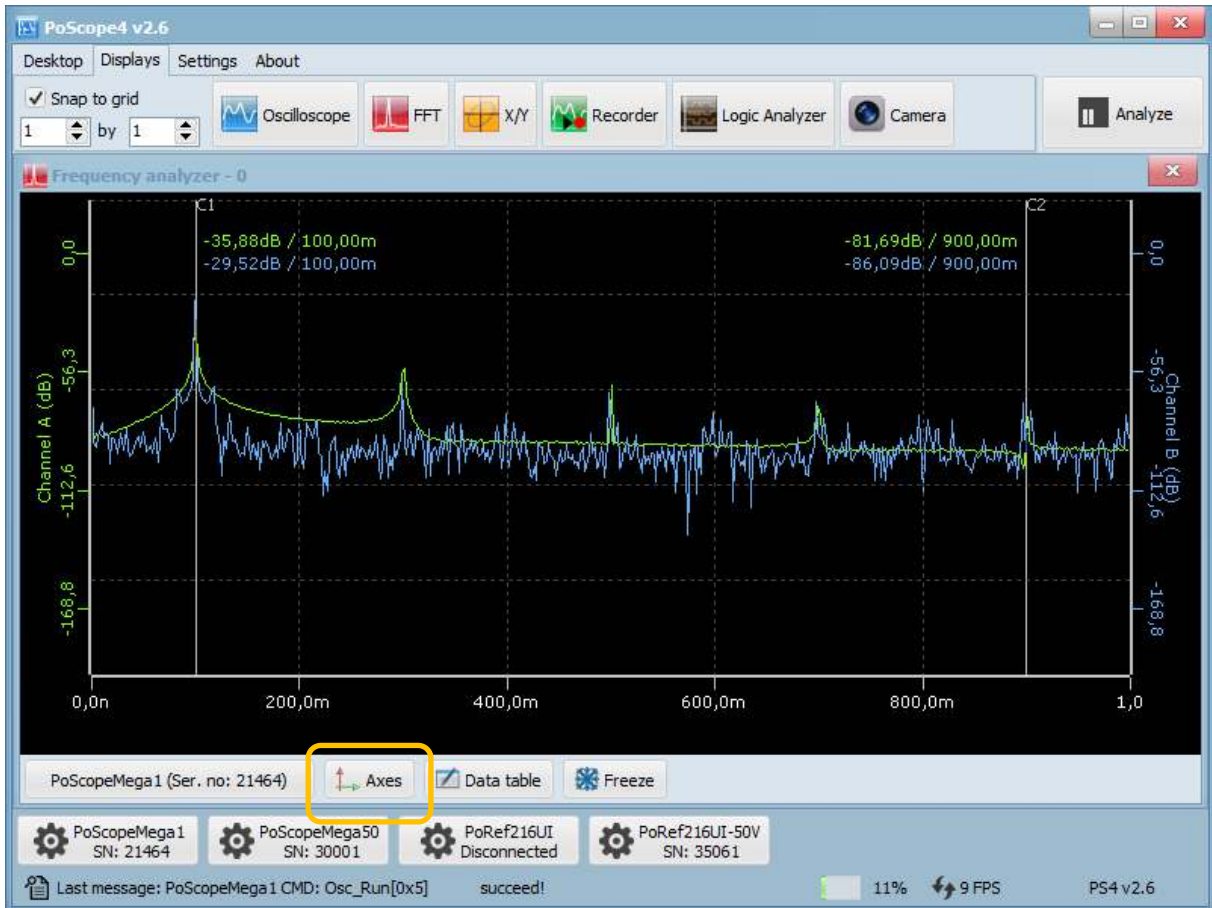 PoScope4 v2.6
Desktop Displays Settings About
Snap to grid
1 by 1
Oscilloscope FFT X/Y Recorder Logic Analyzer Camera Analyze
Frequency analyzer - 0
C1 C2
-35,88dB / 100,00m -81,69dB / 900,00m
-29,52dB / 100,00m -86,09dB / 900,00m
Channel A (dB)
0,0
-56,3
-112,6
-168,8
Channel B (dB)
0,0
-56,3
-112,6
-168,8
0,0n 200,0m 400,0m 600,0m 800,0m 1,0
PoScopeMega1 (Ser. no: 21464) Axes Data table Freeze
PoScopeMega1
SN: 21464
PoScopeMega50
SN: 30001
PoRef216UI
Disconnected
PoRef216UI-50V
SN: 35061
Last message: PoScopeMega1 CMD: Osc_Run[0x5] succeed! 11% 9 FPS PS4 v2.6